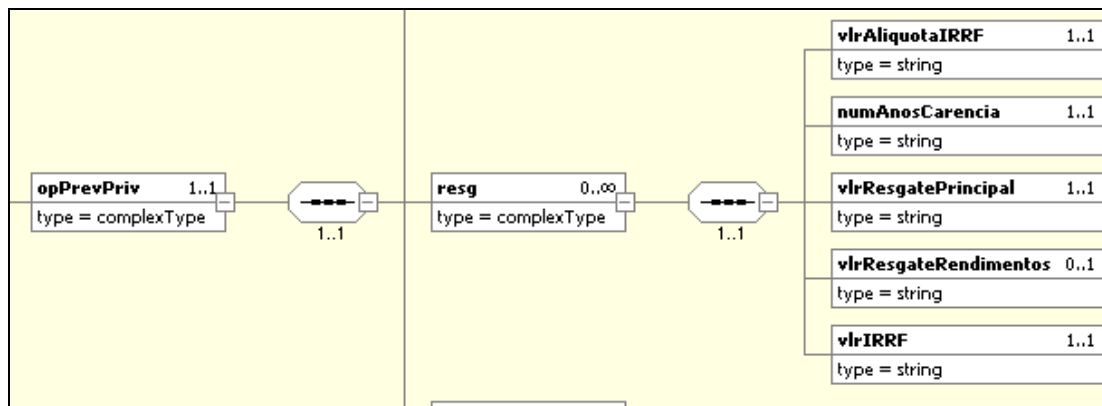 opPrevPriv 1..1
type = complexType
1..1
resg 0..∞
type = complexType
1..1
vlrAliquotaIRRF 1..1
type = string
numAnosCarencia 1..1
type = string
vlrResgatePrincipal 1..1
type = string
vlrResgateRendimentos 0..1
type = string
vlrIRRF 1..1
type = string